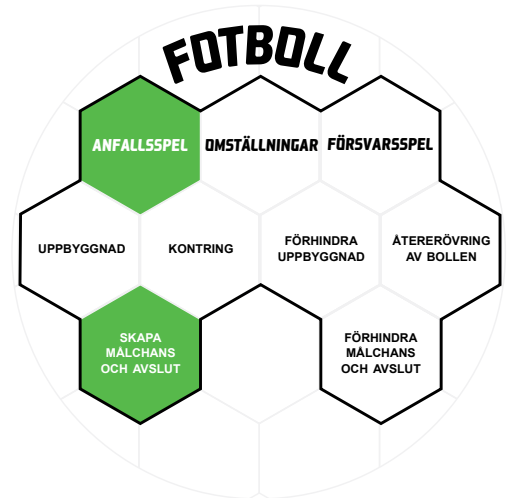 FOTBOLL
ANFALLSSPEL
OMSTÄLLNINGAR
FÖRSVARSSPEL
UPPBYGGNAD
KONTRING
FÖRHINDRA
UPPBYGGNAD
ÅTERERÖVRING
AV BOLLEN
SKAPA
MÅLCHANS
OCH AVSLUT
FÖRHINDRA
MÅLCHANS
OCH AVSLUT